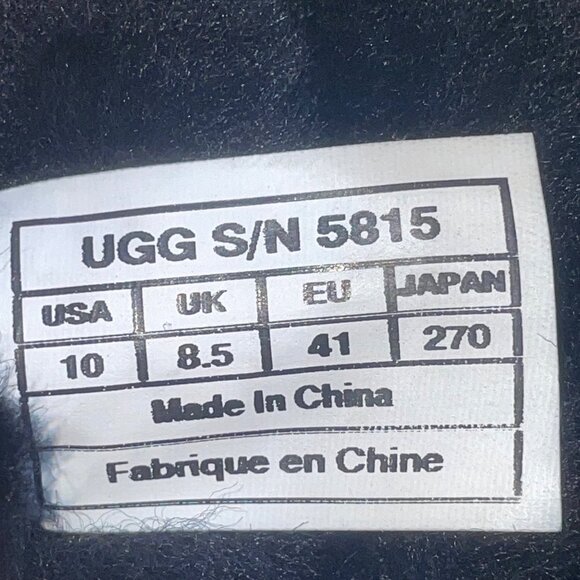 UGG S/N 5815
USA UK EU JAPAN
10 8.5 41 270
Made In China
Fabrique en Chine